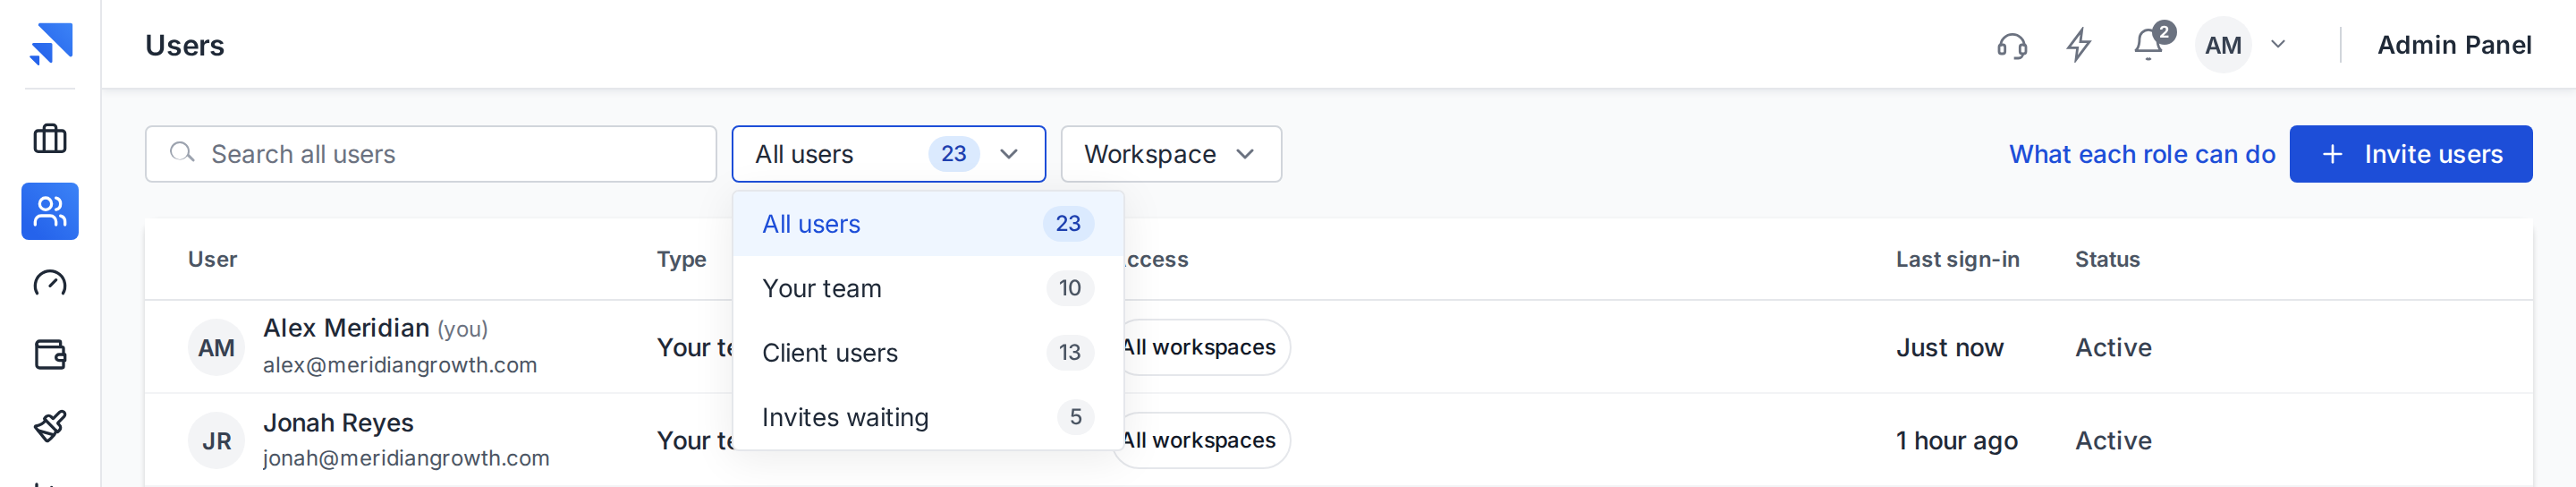 Users
2
AM
Admin Panel
Search all users
All users 23
Workspace
What each role can do
Invite users
All users 23
Your team 10
Client users 13
Invites waiting 5
User Type ccess Last sign-in Status
AM
Alex Meridian (you)
alex@meridiangrowth.com
Your te
All workspaces
Just now
Active
JR
Jonah Reyes
jonah@meridiangrowth.com
Your te
All workspaces
1 hour ago
Active